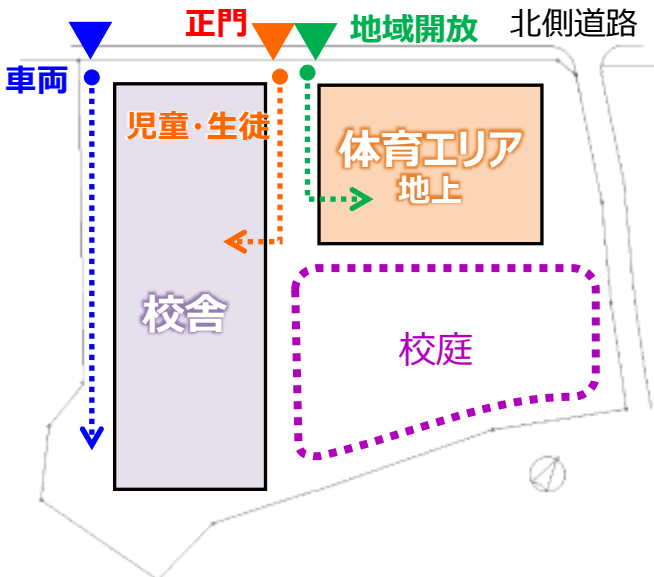 正門
地域開放
北側道路
車両
児童・生徒
体育エリア
地上
校舎
校庭